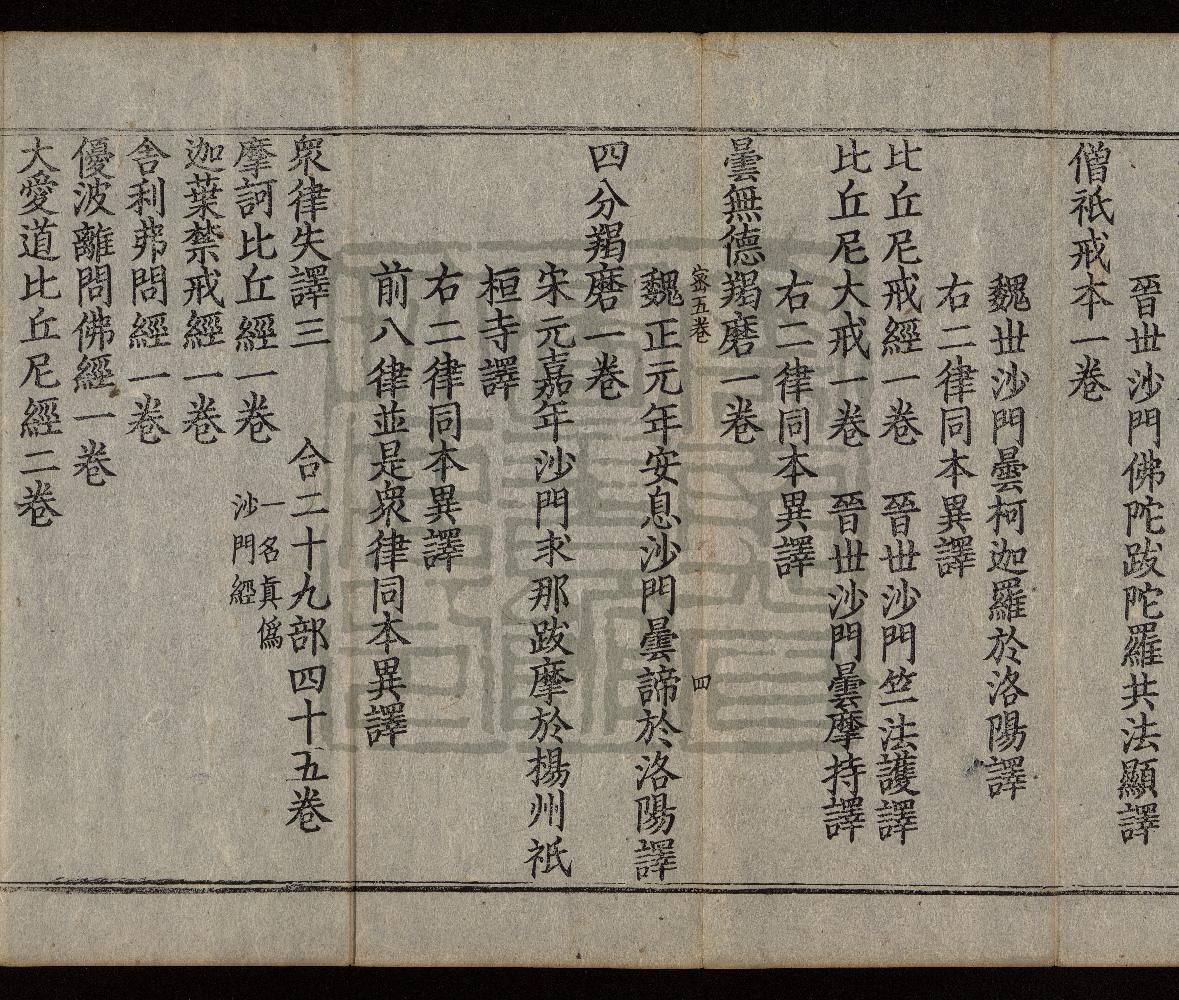 晉世沙門佛陀跋陀羅共法顯譯
僧祇戒本一卷
魏世沙門曇柯迦羅於洛陽譯
右二律同本異譯
比丘尼戒經一卷 晉世沙門竺法護譯
比丘尼大戒一卷 晉世沙門曇摩持譯
右二律同本異譯
曇無德羯磨一卷
密五卷 四
魏正元年安息沙門曇諦於洛陽譯
四分羯磨一卷
宋元嘉年沙門求那跋摩於楊州祇
桓寺譯
右二律同本異譯
前八律並是衆律同本異譯
衆律失譯三 合二十九部四十五卷
摩訶比丘經一卷 一名真僞
沙門經
迦葉禁戒經一卷
舍利弗問經一卷
優波離問佛經一卷
大愛道比丘尼經二卷